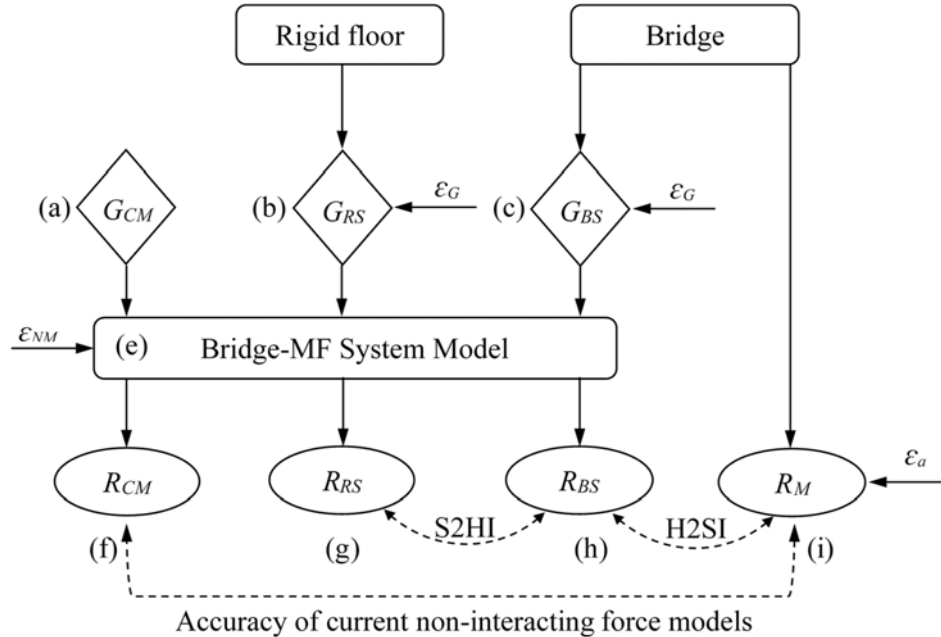 Rigid floor
Bridge
(a)
G_CM
(b)
G_RS
ε_G
(c)
G_BS
ε_G
ε_NM
(e)
Bridge-MF System Model
R_CM
R_RS
R_BS
R_M
ε_a
S2HI
H2SI
(f)
(g)
(h)
(i)
Accuracy of current non-interacting force models